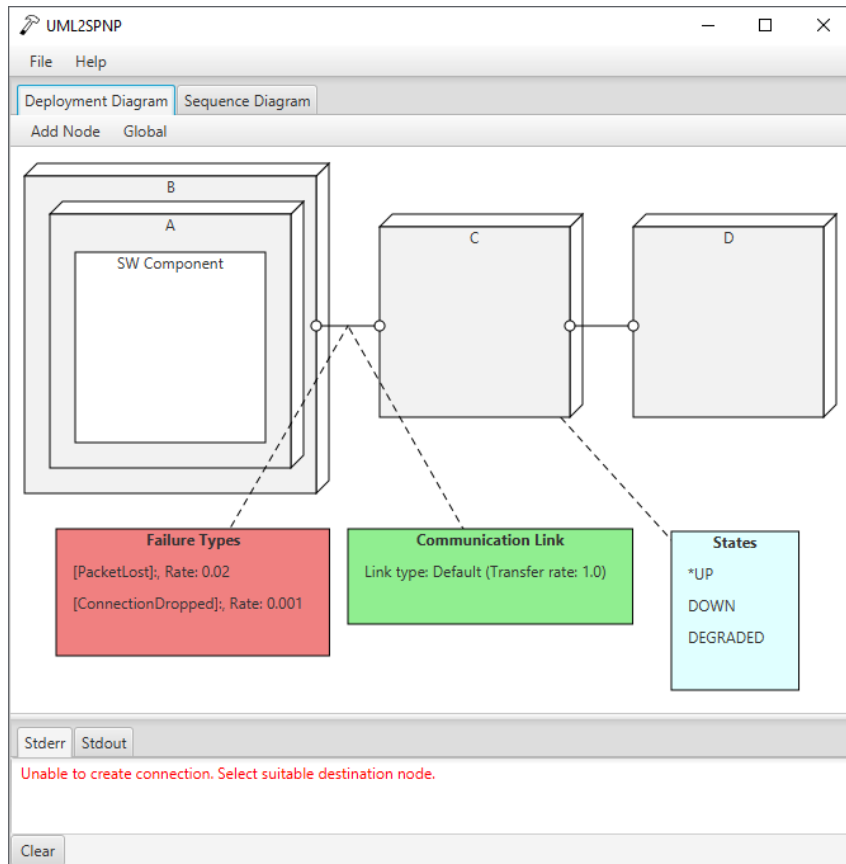 UML2SPNP
File Help
Deployment Diagram Sequence Diagram
Add Node Global
B
A
SW Component
C
D
Failure Types
[PacketLost]:, Rate: 0.02
[ConnectionDropped]:, Rate: 0.001
Communication Link
Link type: Default (Transfer rate: 1.0)
States
*UP
DOWN
DEGRADED
Stderr Stdout
Unable to create connection. Select suitable destination node.
Clear